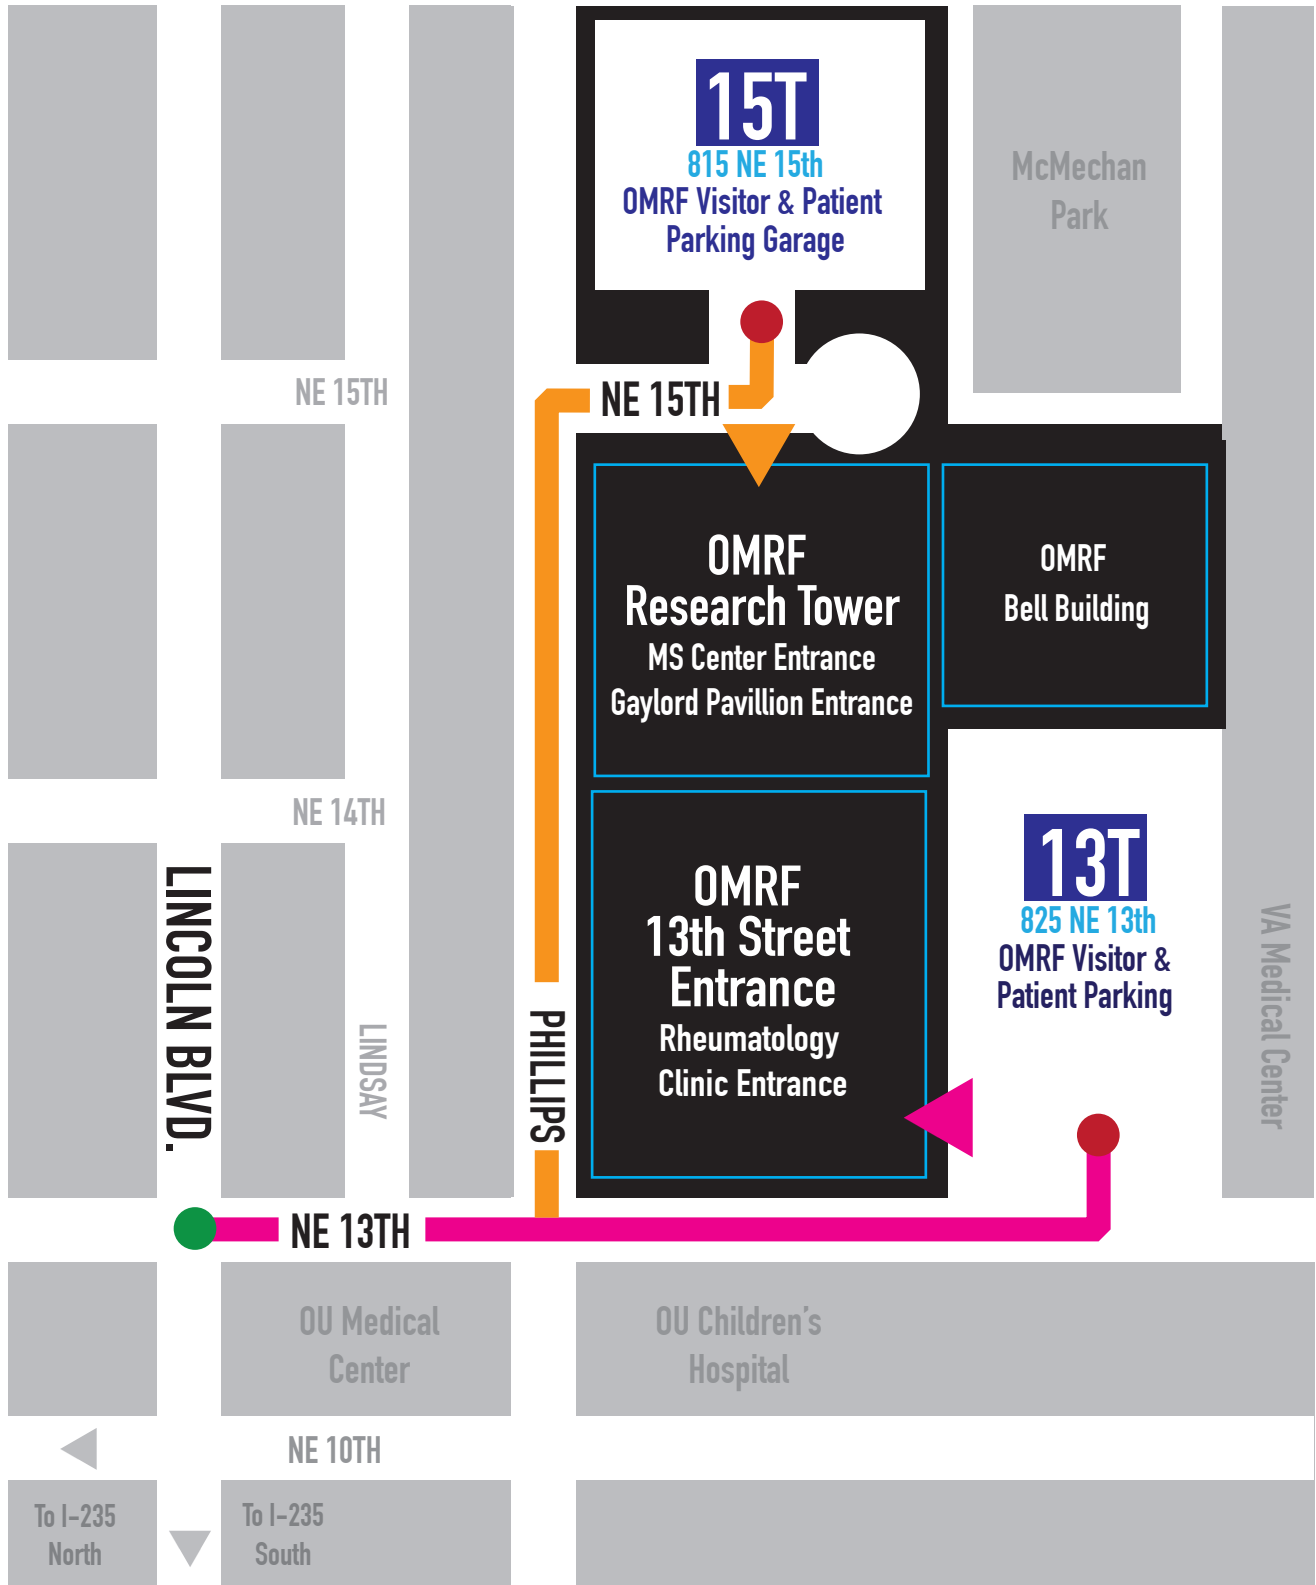 15T
815 NE 15th
OMRF Visitor & Patient
Parking Garage
McMechan
Park
NE 15TH
NE 15TH
OMRF
Research Tower
MS Center Entrance
Gaylord Pavillion Entrance
OMRF
Bell Building
NE 14TH
LINCOLN BLVD.
LINDSAY
PHILLIPS
OMRF
13th Street
Entrance
Rheumatology
Clinic Entrance
13T
825 NE 13th
OMRF Visitor &
Patient Parking
VA Medical Center
NE 13TH
OU Medical
Center
OU Children's
Hospital
NE 10TH
To I-235
North
To I-235
South